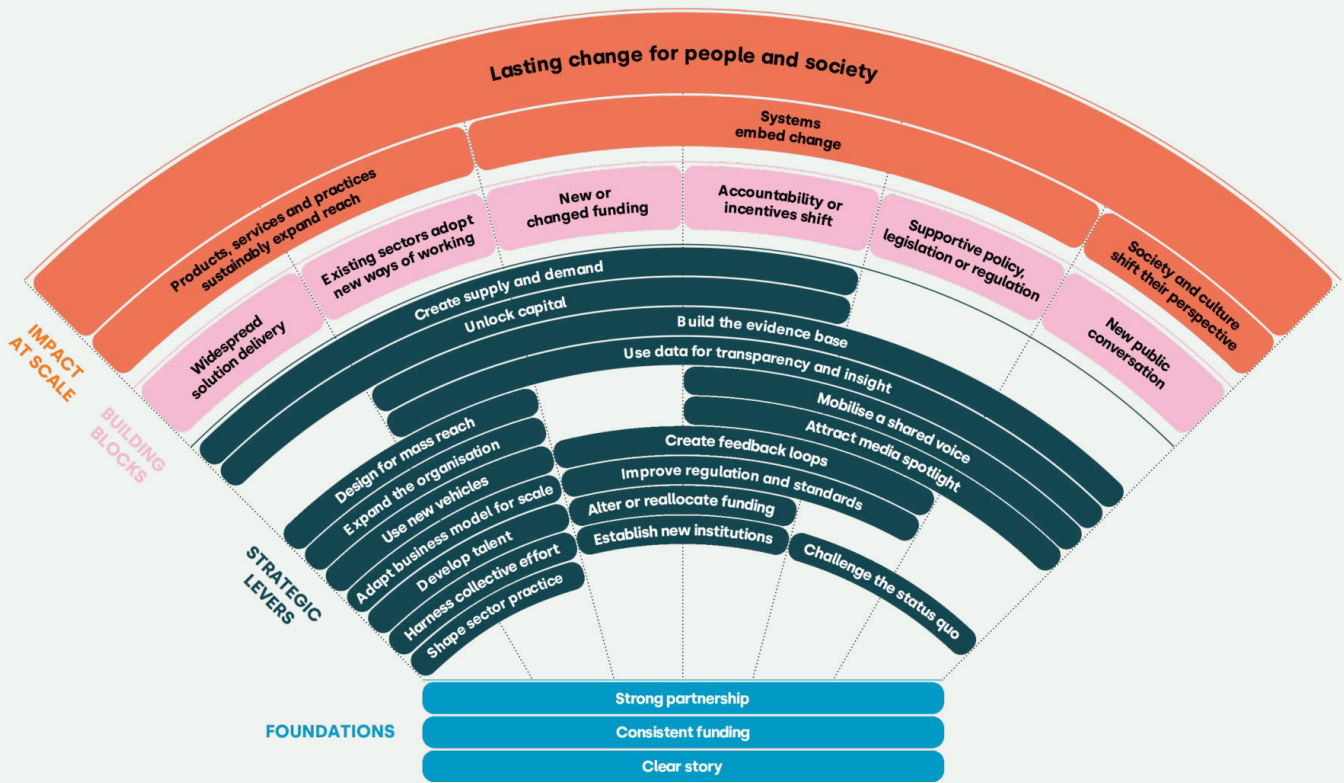 Lasting change for people and society
Systems
embed change
Products, services and practices
sustainably expand reach
Society and culture
shift their perspective
IMPACT
AT SCALE
Widespread
solution delivery
Existing sectors adopt
new ways of working
New or
changed funding
Accountability or
incentives shift
Supportive policy,
legislation or regulation
New public
conversation
BUILDING
BLOCKS
Create supply and demand
Unlock capital
Build the evidence base
Use data for transparency and insight
Mobilise a shared voice
Attract media spotlight
Design for mass reach
Expand the organisation
Use new vehicles
Adapt business model for scale
Develop talent
Harness collective effort
Shape sector practice
Create feedback loops
Improve regulation and standards
Alter or reallocate funding
Establish new institutions
Challenge the status quo
STRATEGIC
LEVERS
FOUNDATIONS
Strong partnership
Consistent funding
Clear story